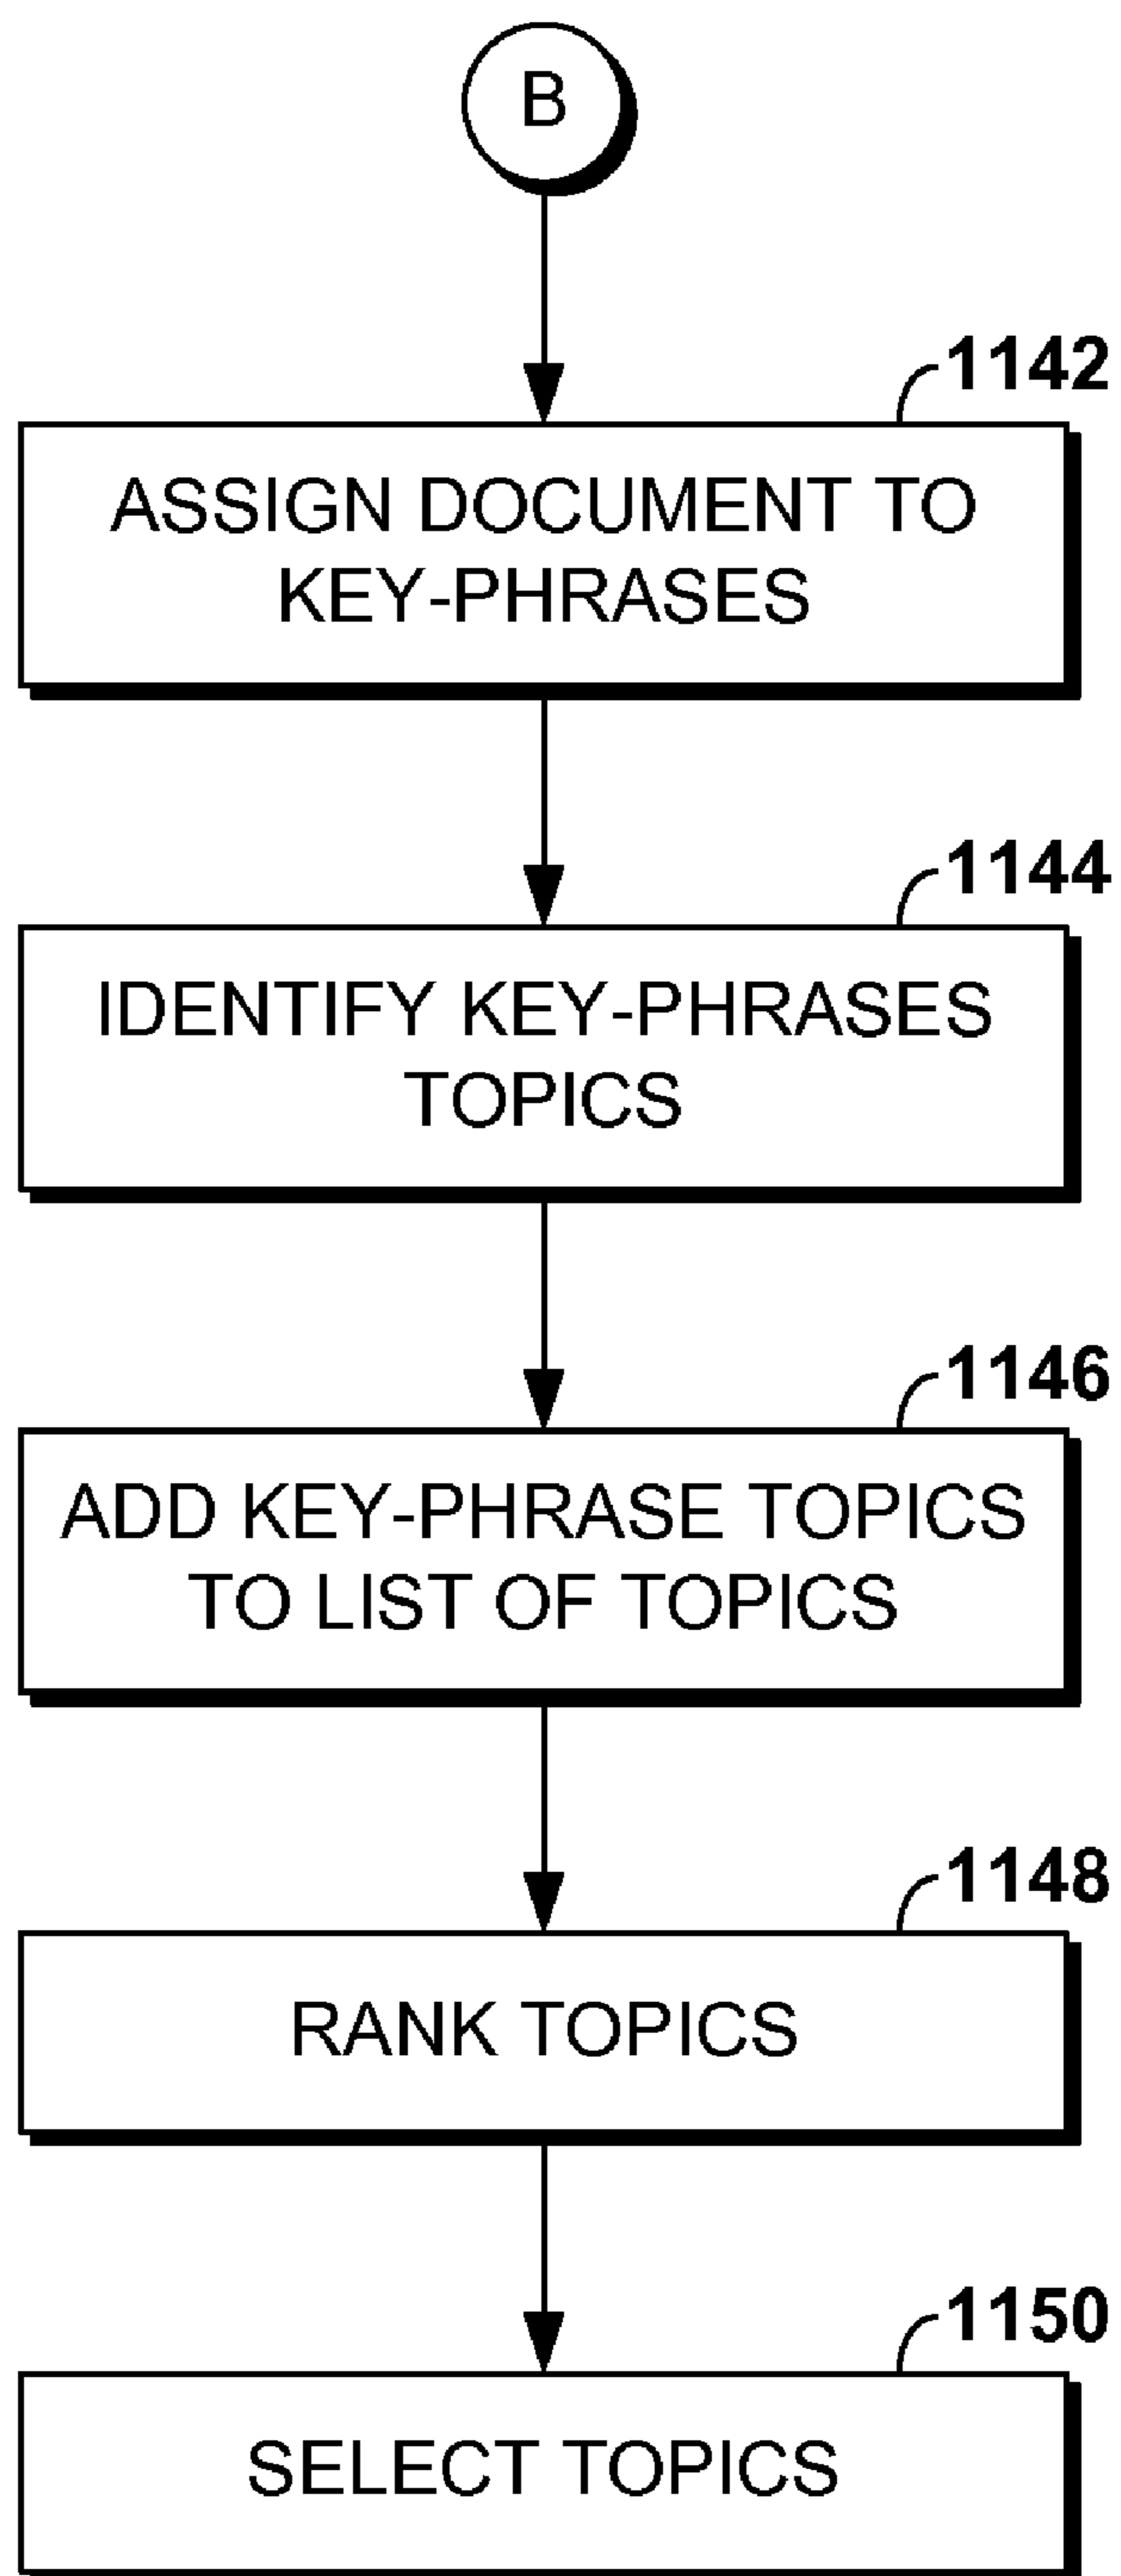 B
1142
ASSIGN DOCUMENT TO
KEY-PHRASES
1144
IDENTIFY KEY-PHRASES
TOPICS
1146
ADD KEY-PHRASE TOPICS
TO LIST OF TOPICS
1148
RANK TOPICS
1150
SELECT TOPICS